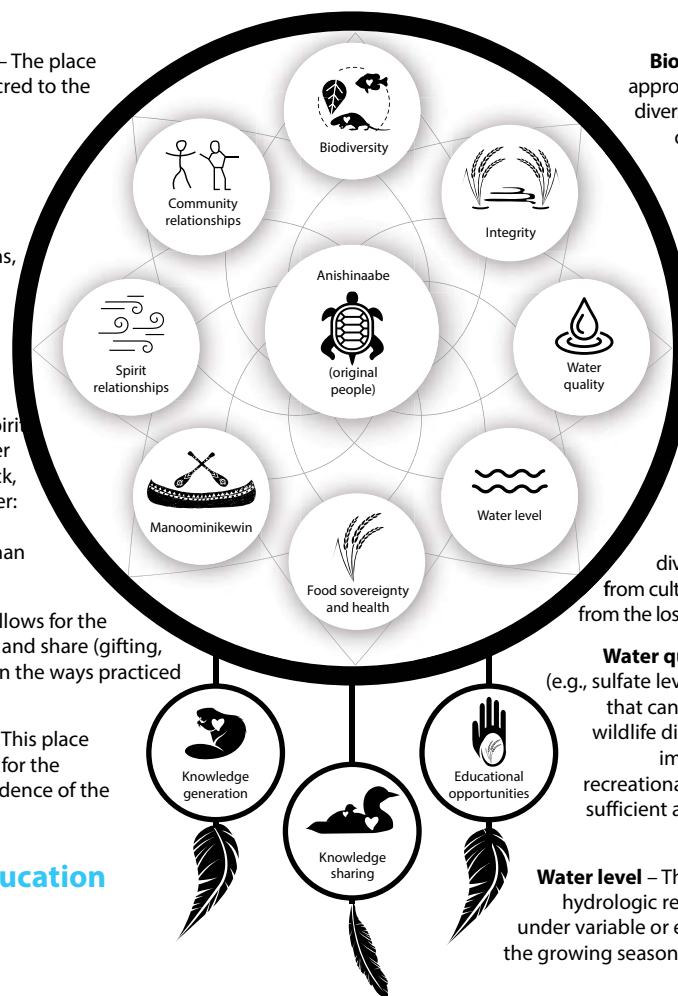 – The place
cred to the
ns,
pirit
er
ck,
er:
nan
llows for the
and share (gifting,
n the ways practiced
This place
for the
dence of the
ucation
Biodiversity
Community
relationships
Integrity
Anishinaabe
(original
people)
Spirit
relationships
Water
quality
Manoominikewin
Water level
Food sovereignty
and health
Knowledge
generation
Knowledge
sharing
Educational
opportunities
Bio
appro
divers
c
div
from cult
from the los
Water qu
(e.g., sulfate lev
that can
wildlife di
im
recreationa
sufficient a
Water level – Th
hydrologic re
under variable or e
the growing season